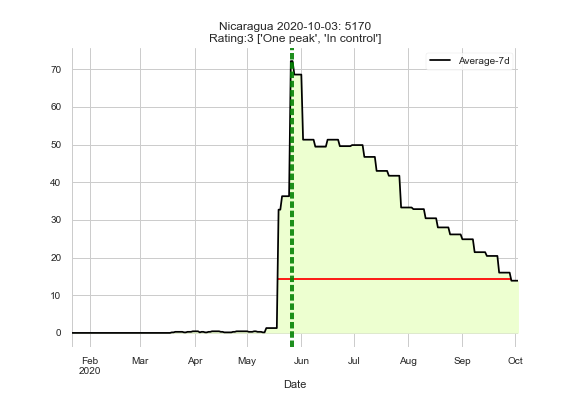 Nicaragua 2020-10-03: 5170
Rating:3 ['One peak', 'In control']
Average-7d
70
60
50
40
30
20
10
0
Feb
2020
Mar
Apr
May
Jun
Jul
Aug
Sep
Oct
Date